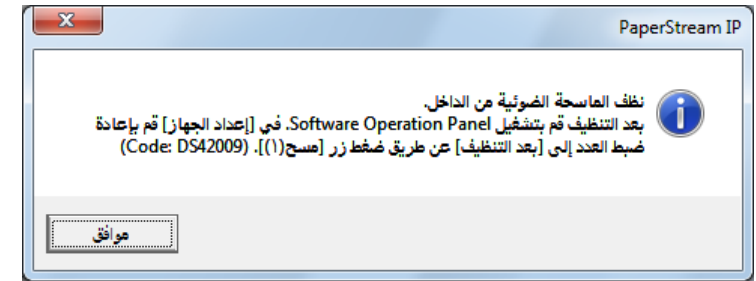 PaperStream IP
نظف الماسحة الضوئية من الداخل.
بعد التنظيف قم بتشغيل Software Operation Panel. في [إعداد الجهاز] قم بإعادة
ضبط العدد إلى [بعد التنظيف] عن طريق ضغط زر [مسح(١)]. (Code: DS42009)
موافق